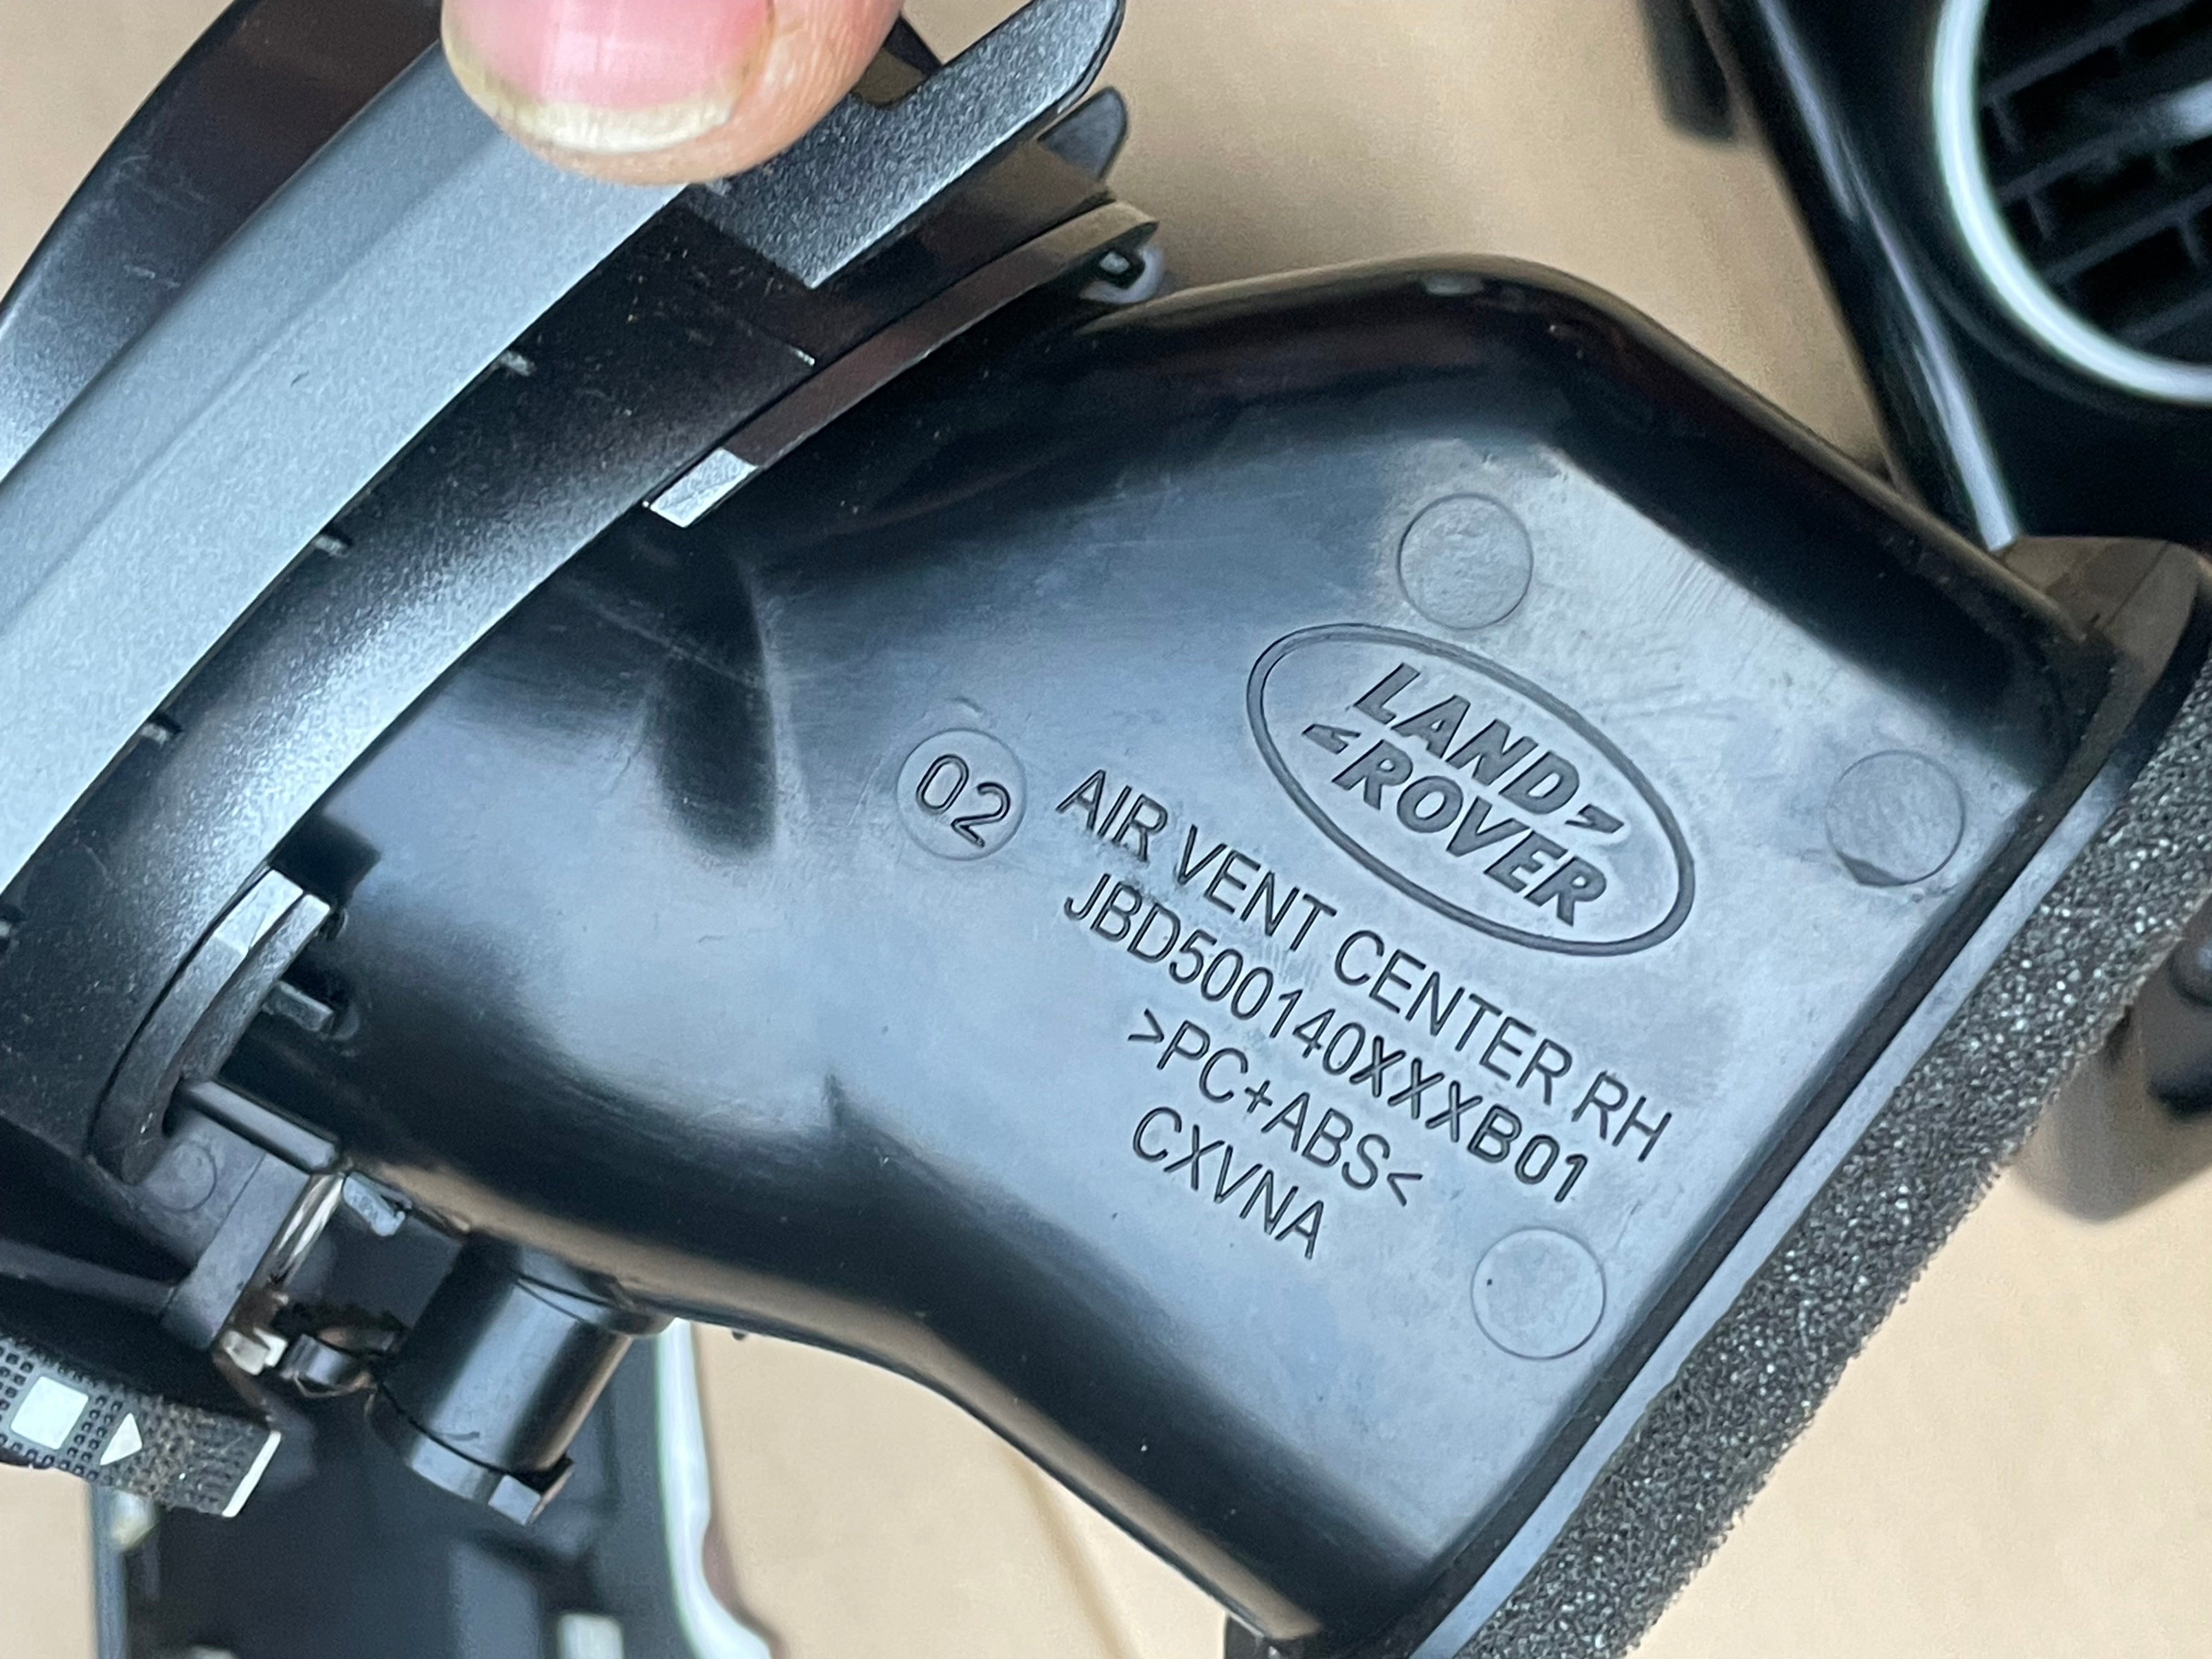 LAND
ROVER
02
AIR VENT CENTER RH
JBD500140XXXB01
>PC+ABS<
CXVNA